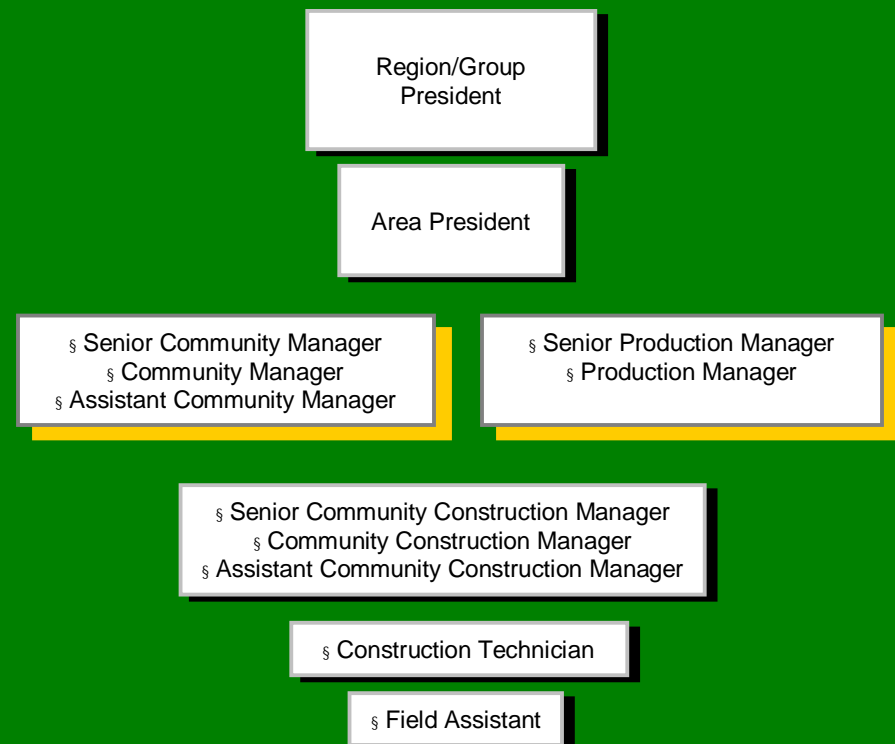 Region/Group
President
Area President
§ Senior Community Manager
§ Community Manager
§ Assistant Community Manager
§ Senior Production Manager
§ Production Manager
§ Senior Community Construction Manager
§ Community Construction Manager
§ Assistant Community Construction Manager
§ Construction Technician
§ Field Assistant